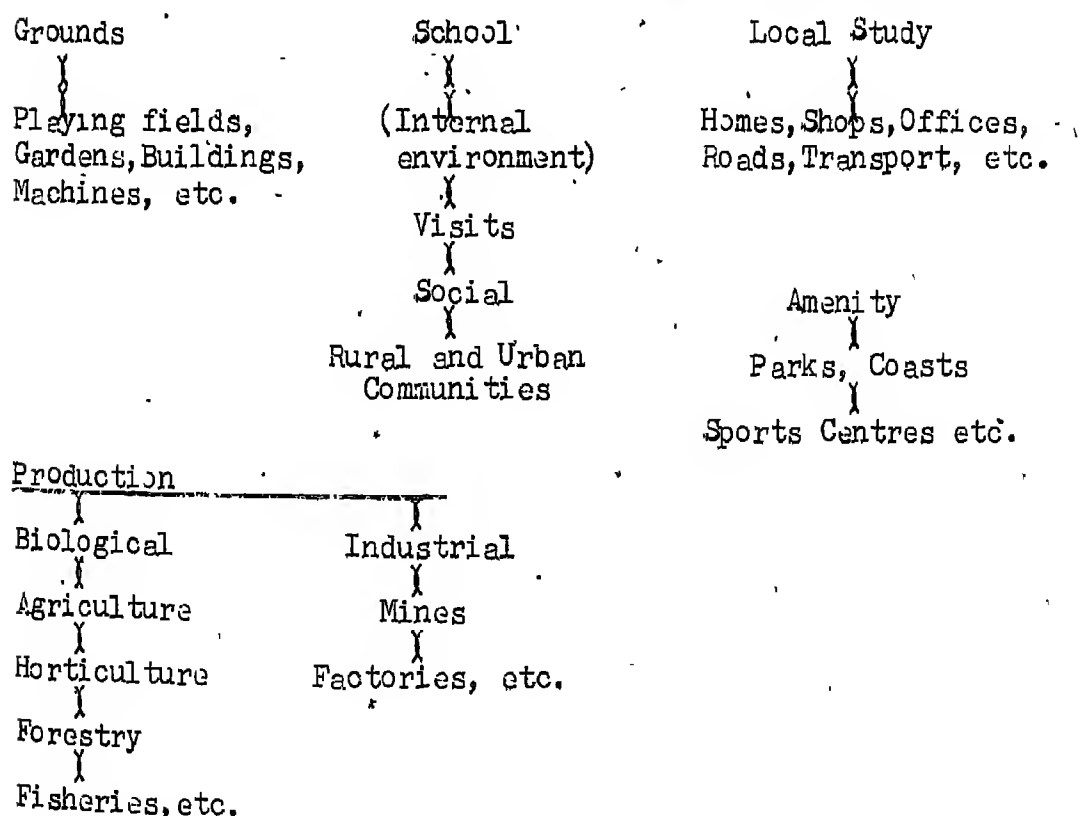 Grounds
Playing fields,
Gardens, Buildings,
Machines, etc.
School
(Internal
environment)
Visits
Social
Rural and Urban
Communities
Local Study
Homes, Shops, Offices,
Roads, Transport, etc.
Amenity
Parks, Coasts
Sports Centres etc.
Production
Biological
Agriculture
Horticulture
Forestry
Fisheries, etc.
Industrial
Mines
Factories, etc.